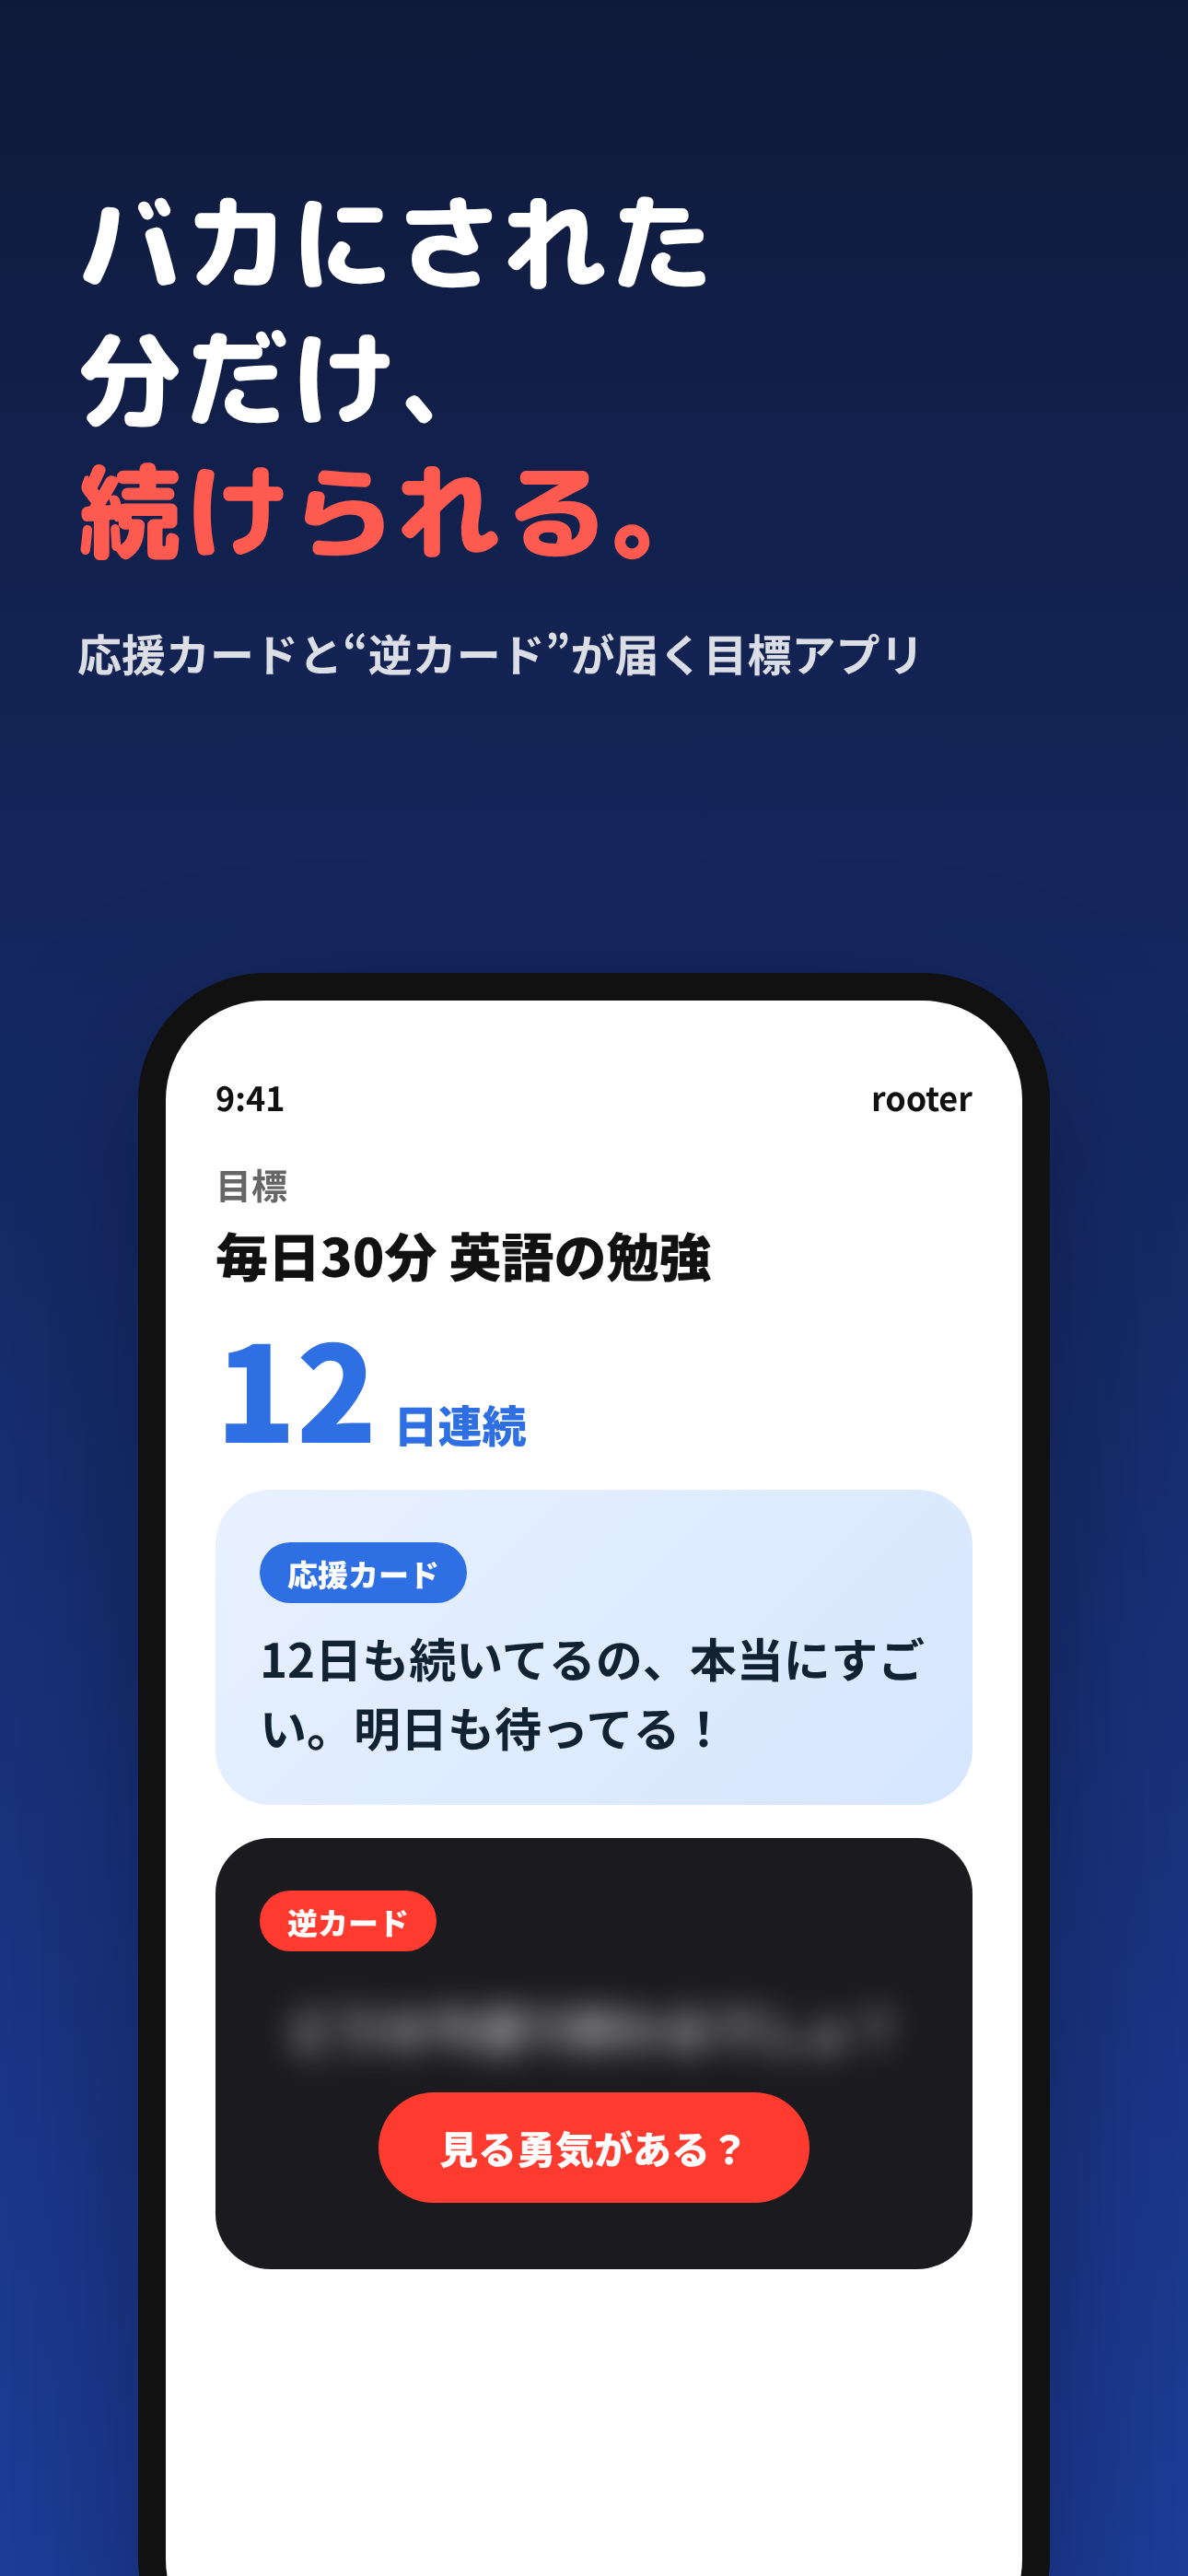 バカにされた
分だけ、
続けられる。
応援カードと“逆カード”が届く目標アプリ
9:41
rooter
目標
毎日30分 英語の勉強
12 日連続
応援カード
12日も続いてるの、本当にすご
い。明日も待ってる！
逆カード
見る勇気がある？